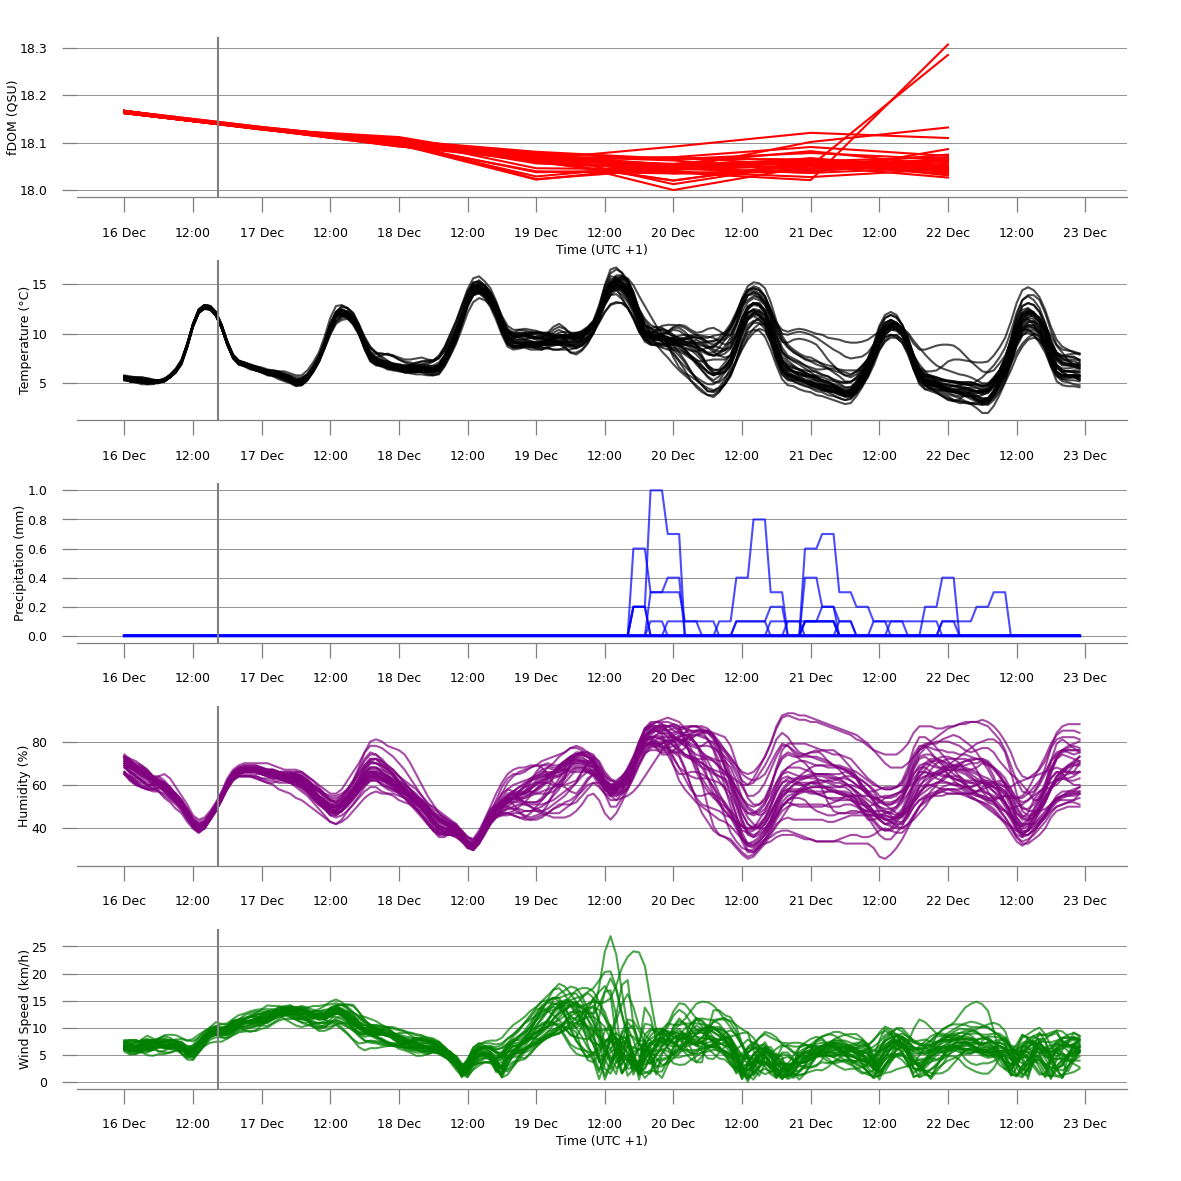 18.3
18.2
18.1
18.0
fDOM (QSU)
16 Dec 12:00 17 Dec 12:00 18 Dec 12:00 19 Dec 12:00 20 Dec 12:00 21 Dec 12:00 22 Dec 12:00 23 Dec
Time (UTC +1)
15
10
5
Temperature (°C)
16 Dec 12:00 17 Dec 12:00 18 Dec 12:00 19 Dec 12:00 20 Dec 12:00 21 Dec 12:00 22 Dec 12:00 23 Dec
1.0
0.8
0.6
0.4
0.2
0.0
Precipitation (mm)
16 Dec 12:00 17 Dec 12:00 18 Dec 12:00 19 Dec 12:00 20 Dec 12:00 21 Dec 12:00 22 Dec 12:00 23 Dec
80
60
40
Humidity (%)
16 Dec 12:00 17 Dec 12:00 18 Dec 12:00 19 Dec 12:00 20 Dec 12:00 21 Dec 12:00 22 Dec 12:00 23 Dec
25
20
15
10
5
0
Wind Speed (km/h)
16 Dec 12:00 17 Dec 12:00 18 Dec 12:00 19 Dec 12:00 20 Dec 12:00 21 Dec 12:00 22 Dec 12:00 23 Dec
Time (UTC +1)